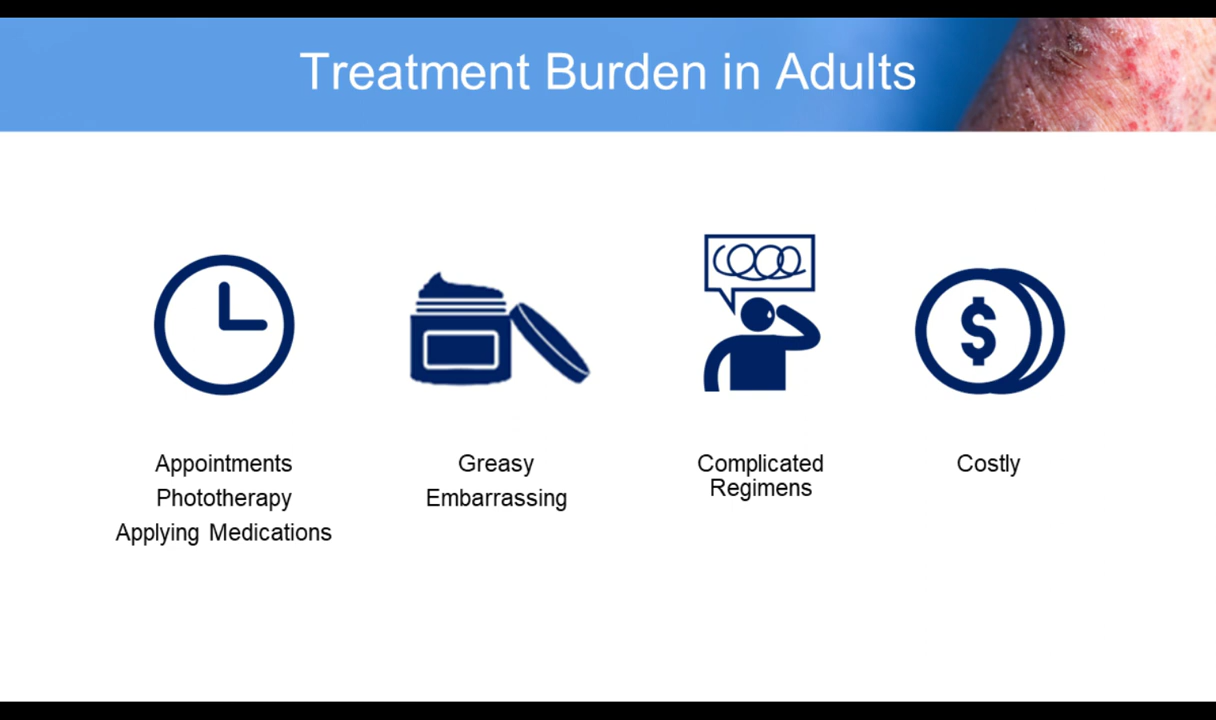 Treatment Burden in Adults
$
Appointments
Phototherapy
Applying Medications
Greasy
Embarrassing
Complicated
Regimens
Costly